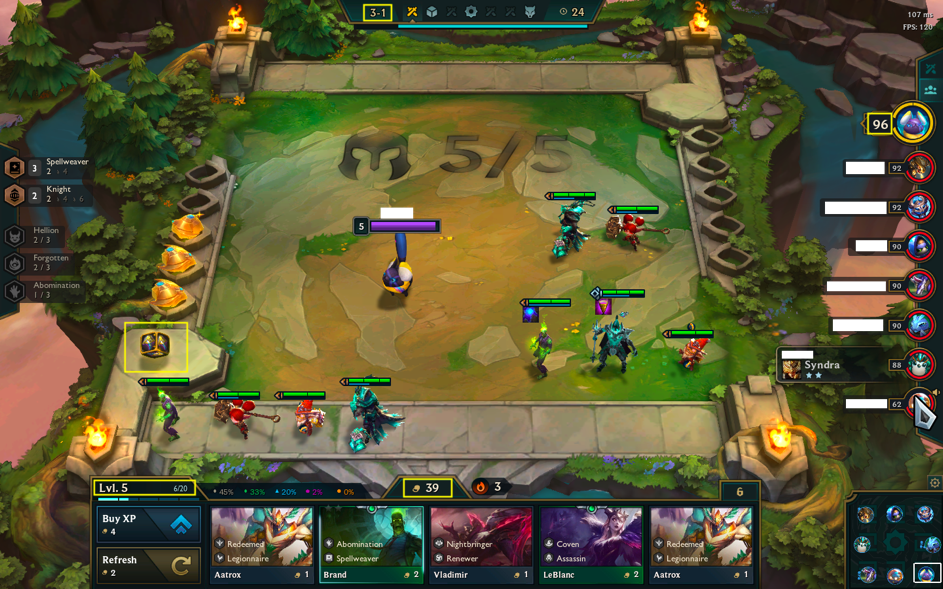 3-1
24
107 ms
FPS: 120
5/5
96
3 Spellweaver
2 › 4
2 Knight
2 › 4 › 6
Hellion
2 / 3
Forgotten
2 / 3
Abomination
1 / 3
5
92
92
90
90
90
Syndra 88
62
Lvl. 5 6/20
45% 33% 20% 2% 0%
39
3
6
Buy XP
4
Refresh
2
Redeemed
Legionnaire
Aatrox 1
Abomination
Spellweaver
Brand 2
Nightbringer
Renewer
Vladimir 1
Coven
Assassin
LeBlanc 2
Redeemed
Legionnaire
Aatrox 1